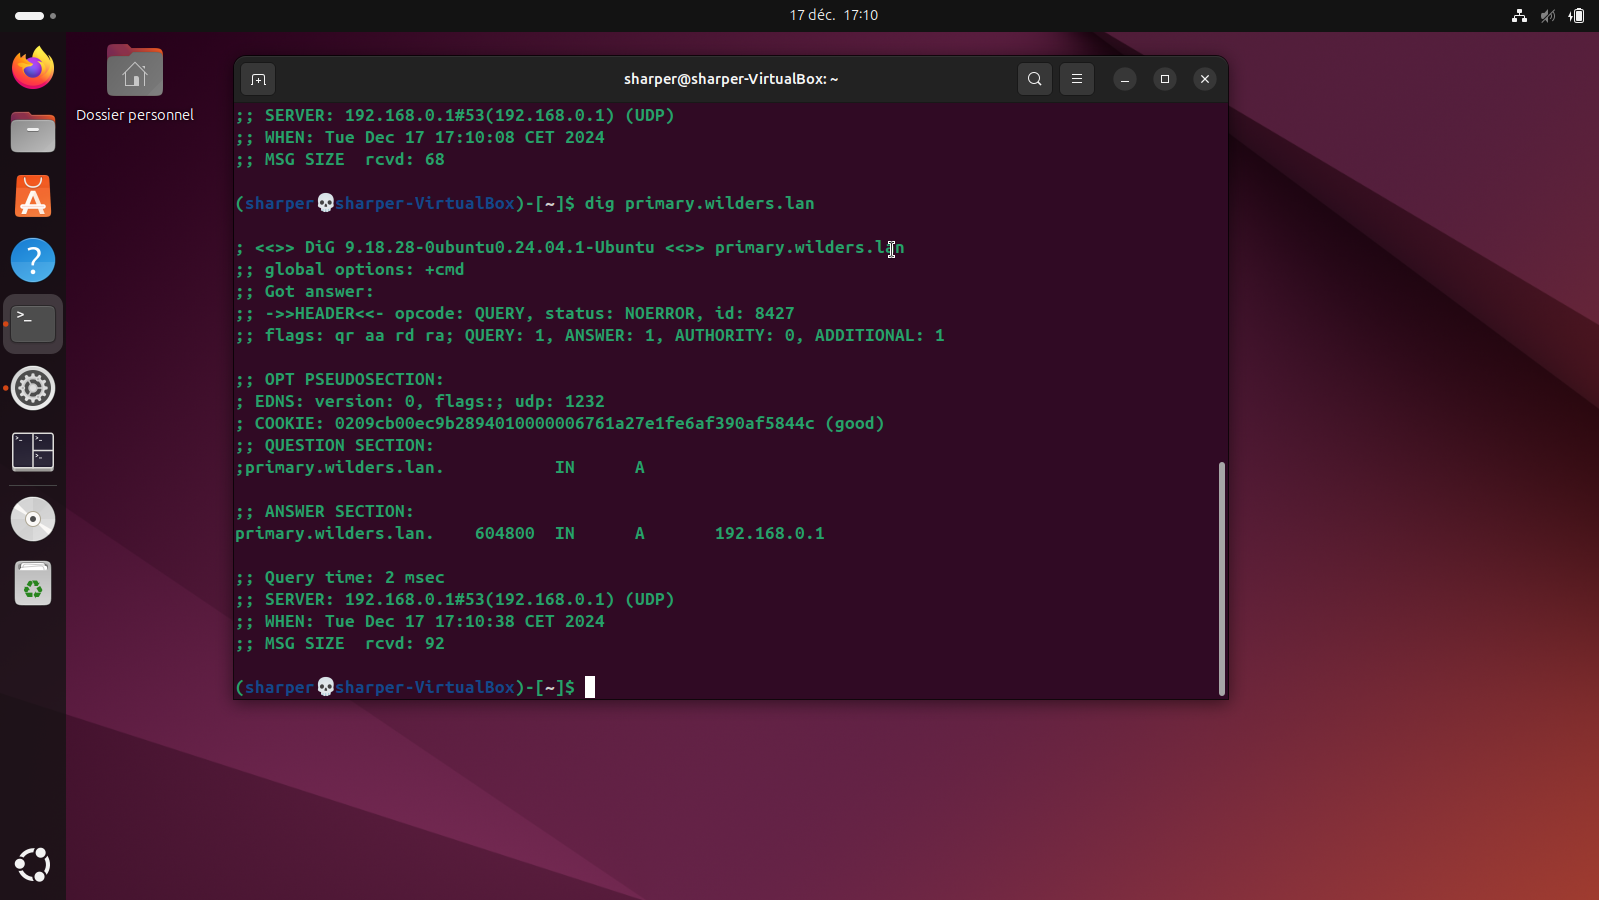 17 déc.  17:10
Dossier personnel
sharper@sharper-VirtualBox: ~
;; SERVER: 192.168.0.1#53(192.168.0.1) (UDP)
;; WHEN: Tue Dec 17 17:10:08 CET 2024
;; MSG SIZE  rcvd: 68
(sharper💀sharper-VirtualBox)-[~]$ dig primary.wilders.lan
; <<>> DiG 9.18.28-0ubuntu0.24.04.1-Ubuntu <<>> primary.wilders.lan
;; global options: +cmd
;; Got answer:
;; ->>HEADER<<- opcode: QUERY, status: NOERROR, id: 8427
;; flags: qr aa rd ra; QUERY: 1, ANSWER: 1, AUTHORITY: 0, ADDITIONAL: 1
;; OPT PSEUDOSECTION:
; EDNS: version: 0, flags:; udp: 1232
; COOKIE: 0209cb00ec9b2894010000006761a27e1fe6af390af5844c (good)
;; QUESTION SECTION:
;primary.wilders.lan.           IN      A
;; ANSWER SECTION:
primary.wilders.lan.    604800  IN      A       192.168.0.1
;; Query time: 2 msec
;; SERVER: 192.168.0.1#53(192.168.0.1) (UDP)
;; WHEN: Tue Dec 17 17:10:38 CET 2024
;; MSG SIZE  rcvd: 92
(sharper💀sharper-VirtualBox)-[~]$